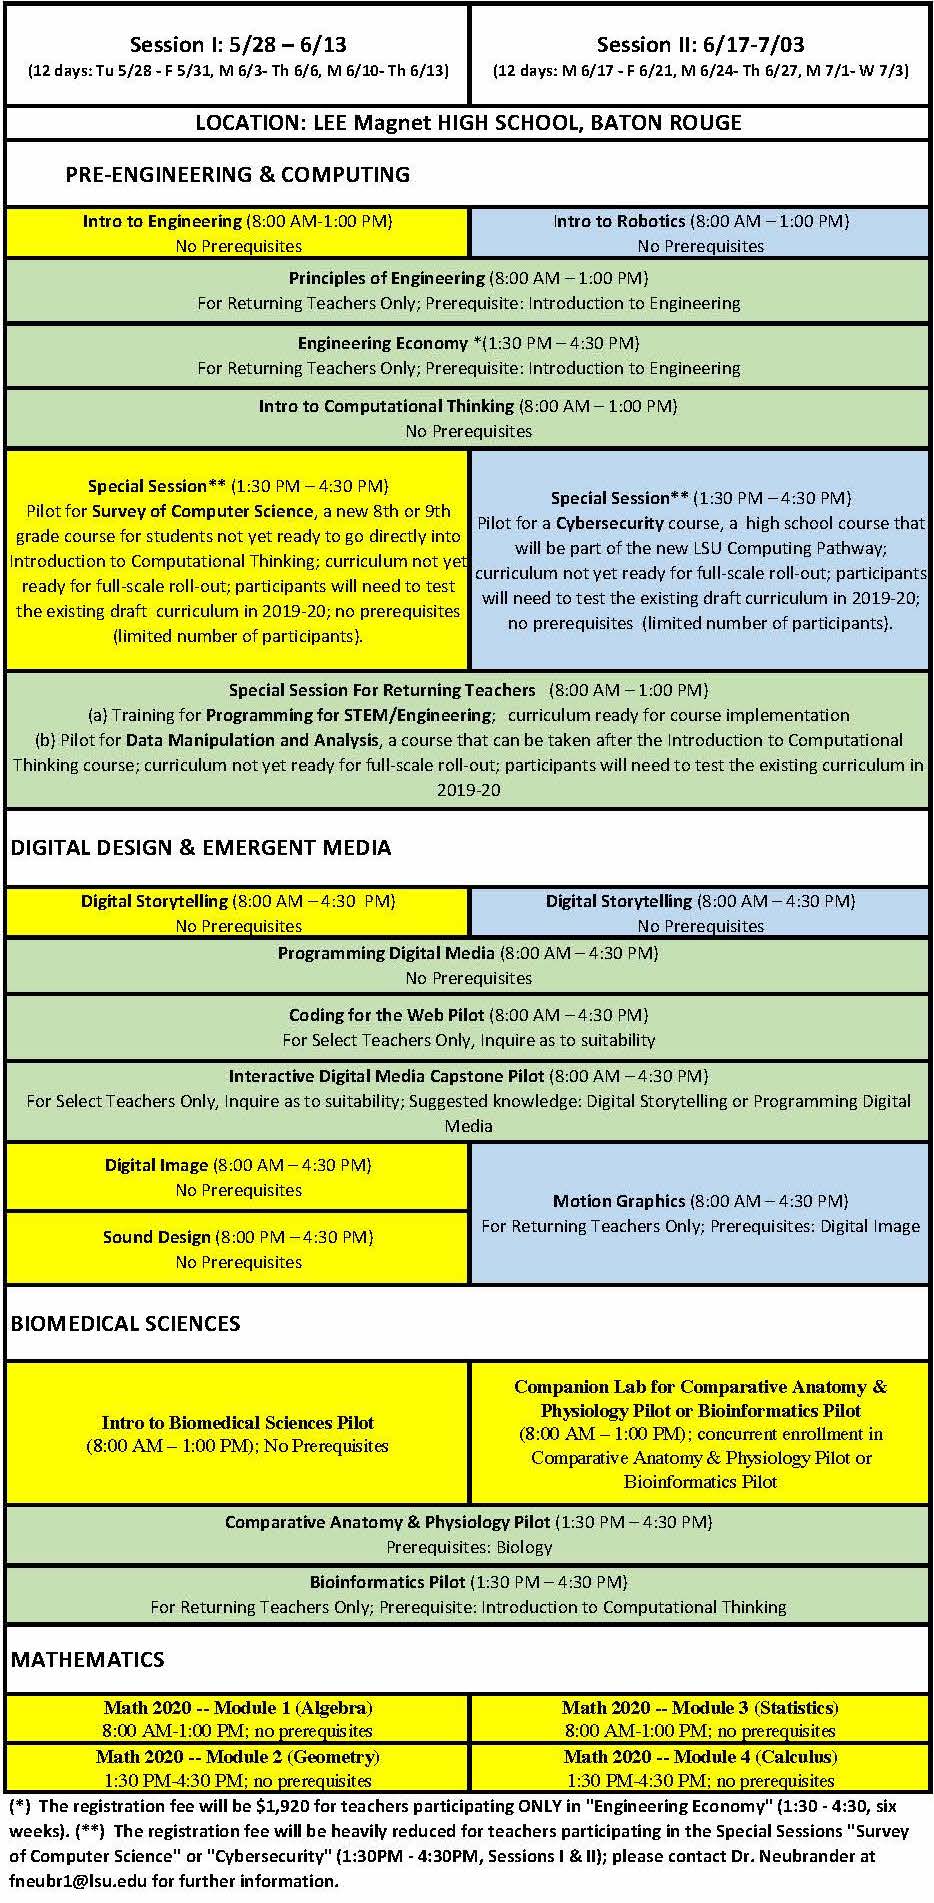 Session I: 5/28 – 6/13
(12 days: Tu 5/28 - F 5/31, M 6/3- Th 6/6, M 6/10- Th 6/13)
Session II: 6/17-7/03
(12 days: M 6/17 - F 6/21, M 6/24- Th 6/27, M 7/1- W 7/3)
LOCATION: LEE Magnet HIGH SCHOOL, BATON ROUGE
PRE-ENGINEERING & COMPUTING
Intro to Engineering (8:00 AM-1:00 PM)
No Prerequisites
Intro to Robotics (8:00 AM – 1:00 PM)
No Prerequisites
Principles of Engineering (8:00 AM – 1:00 PM)
For Returning Teachers Only; Prerequisite: Introduction to Engineering
Engineering Economy *(1:30 PM – 4:30 PM)
For Returning Teachers Only; Prerequisite: Introduction to Engineering
Intro to Computational Thinking (8:00 AM – 1:00 PM)
No Prerequisites
Special Session** (1:30 PM – 4:30 PM)
Pilot for Survey of Computer Science, a new 8th or 9th
grade course for students not yet ready to go directly into
Introduction to Computational Thinking; curriculum not yet
ready for full-scale roll-out; participants will need to test
the existing draft curriculum in 2019-20; no prerequisites
(limited number of participants).
Special Session** (1:30 PM – 4:30 PM)
Pilot for a Cybersecurity course, a high school course that
will be part of the new LSU Computing Pathway;
curriculum not yet ready for full-scale roll-out; participants
will need to test the existing draft curriculum in 2019-20;
no prerequisites (limited number of participants).
Special Session For Returning Teachers (8:00 AM – 1:00 PM)
(a) Training for Programming for STEM/Engineering; curriculum ready for course implementation
(b) Pilot for Data Manipulation and Analysis, a course that can be taken after the Introduction to Computational
Thinking course; curriculum not yet ready for full-scale roll-out; participants will need to test the existing curriculum in
2019-20
DIGITAL DESIGN & EMERGENT MEDIA
Digital Storytelling (8:00 AM – 4:30 PM)
No Prerequisites
Digital Storytelling (8:00 AM – 4:30 PM)
No Prerequisites
Programming Digital Media (8:00 AM – 4:30 PM)
No Prerequisites
Coding for the Web Pilot (8:00 AM – 4:30 PM)
For Select Teachers Only, Inquire as to suitability
Interactive Digital Media Capstone Pilot (8:00 AM – 4:30 PM)
For Select Teachers Only, Inquire as to suitability; Suggested knowledge: Digital Storytelling or Programming Digital
Media
Digital Image (8:00 AM – 4:30 PM)
No Prerequisites
Sound Design (8:00 PM – 4:30 PM)
No Prerequisites
Motion Graphics (8:00 AM – 4:30 PM)
For Returning Teachers Only; Prerequisites: Digital Image
BIOMEDICAL SCIENCES
Intro to Biomedical Sciences Pilot
(8:00 AM – 1:00 PM); No Prerequisites
Companion Lab for Comparative Anatomy &
Physiology Pilot or Bioinformatics Pilot
(8:00 AM – 1:00 PM); concurrent enrollment in
Comparative Anatomy & Physiology Pilot or
Bioinformatics Pilot
Comparative Anatomy & Physiology Pilot (1:30 PM – 4:30 PM)
Prerequisites: Biology
Bioinformatics Pilot (1:30 PM – 4:30 PM)
For Returning Teachers Only; Prerequisite: Introduction to Computational Thinking
MATHEMATICS
Math 2020 -- Module 1 (Algebra)
8:00 AM-1:00 PM; no prerequisites
Math 2020 -- Module 3 (Statistics)
8:00 AM-1:00 PM; no prerequisites
Math 2020 -- Module 2 (Geometry)
1:30 PM-4:30 PM; no prerequisites
Math 2020 -- Module 4 (Calculus)
1:30 PM-4:30 PM; no prerequisites
(*) The registration fee will be $1,920 for teachers participating ONLY in "Engineering Economy" (1:30 - 4:30, six
weeks). (**) The registration fee will be heavily reduced for teachers participating in the Special Sessions "Survey
of Computer Science" or "Cybersecurity" (1:30PM - 4:30PM, Sessions I & II); please contact Dr. Neubrander at
fneubr1@lsu.edu for further information.